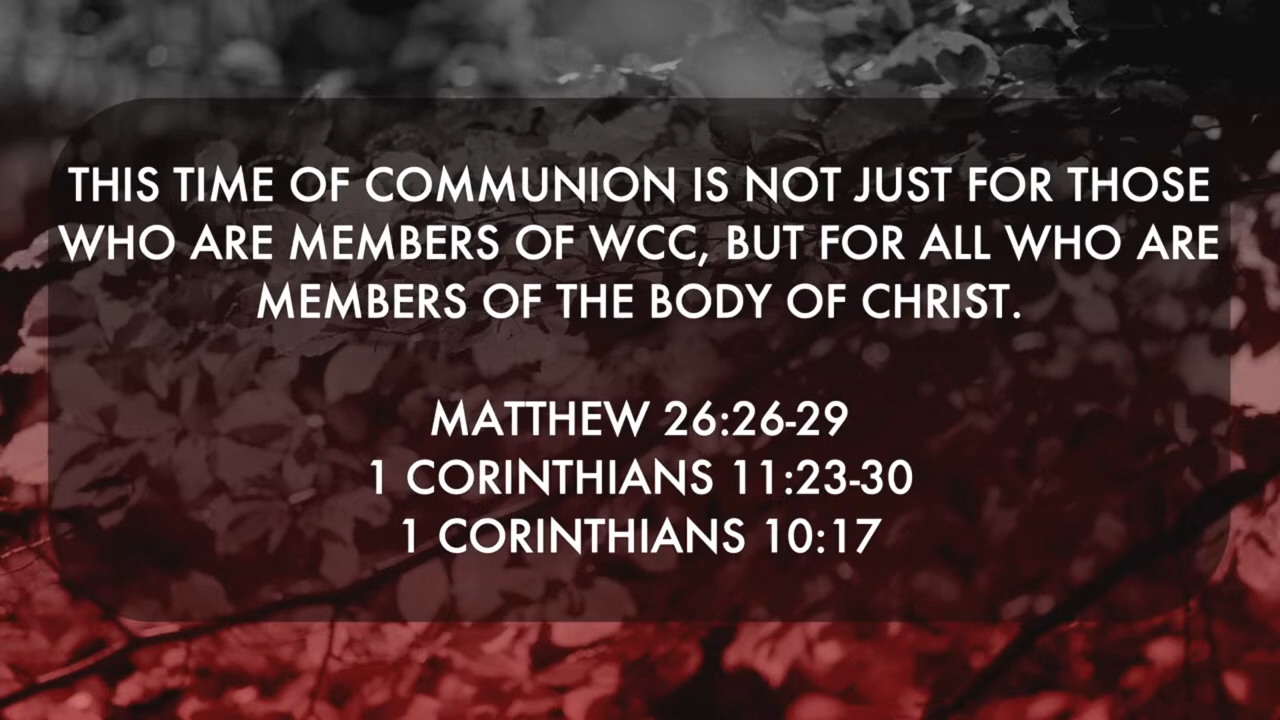 THIS TIME OF COMMUNION IS NOT JUST FOR THOSE
WHO ARE MEMBERS OF WCC, BUT FOR ALL WHO ARE
MEMBERS OF THE BODY OF CHRIST.
MATTHEW 26:26-29
1 CORINTHIANS 11:23-30
1 CORINTHIANS 10:17